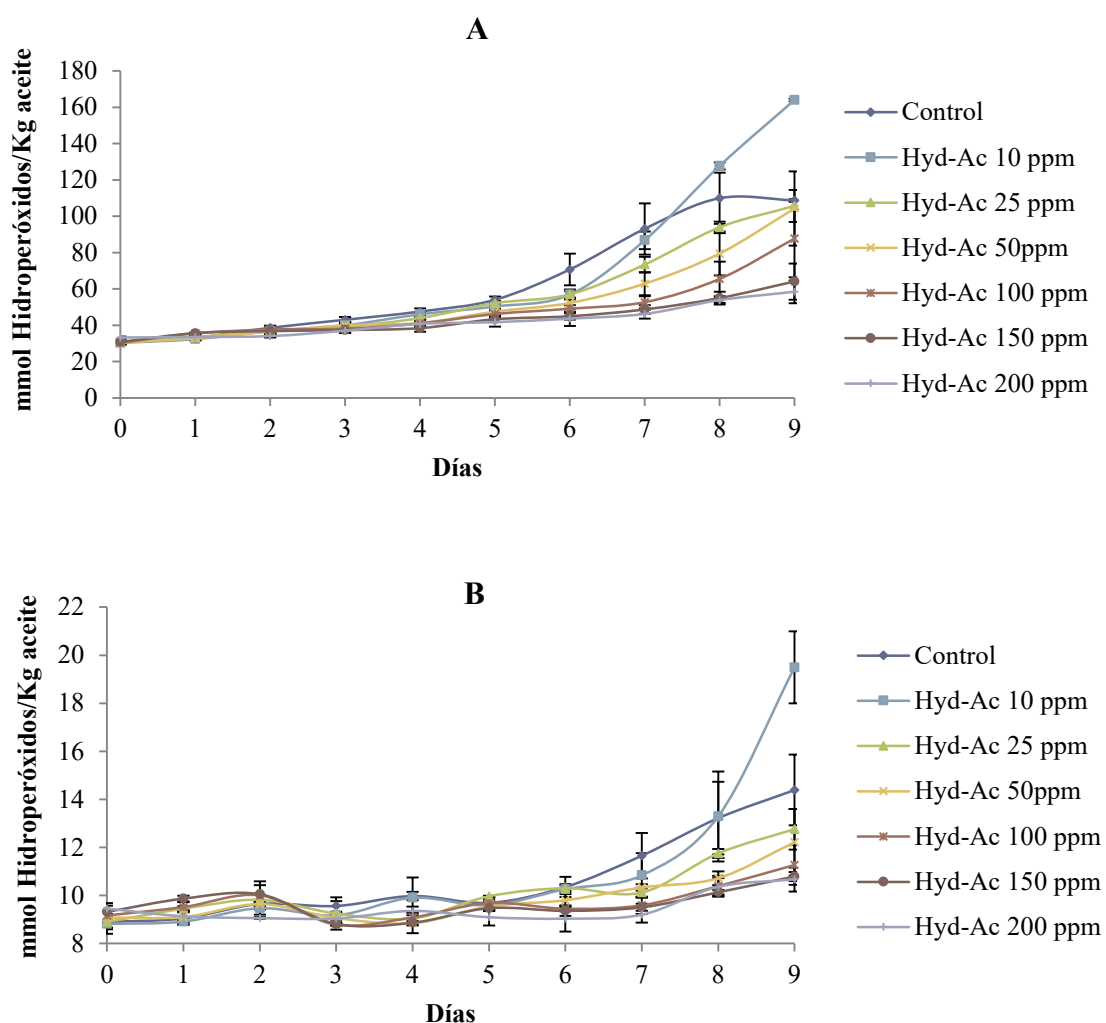 A
mmol Hidroperóxidos/Kg aceite
180
160
140
120
100
80
60
40
20
0
0 1 2 3 4 5 6 7 8 9
Días
Control
Hyd-Ac 10 ppm
Hyd-Ac 25 ppm
Hyd-Ac 50ppm
Hyd-Ac 100 ppm
Hyd-Ac 150 ppm
Hyd-Ac 200 ppm
B
mmol Hidroperóxidos/Kg aceite
22
20
18
16
14
12
10
8
0 1 2 3 4 5 6 7 8 9
Días
Control
Hyd-Ac 10 ppm
Hyd-Ac 25 ppm
Hyd-Ac 50ppm
Hyd-Ac 100 ppm
Hyd-Ac 150 ppm
Hyd-Ac 200 ppm